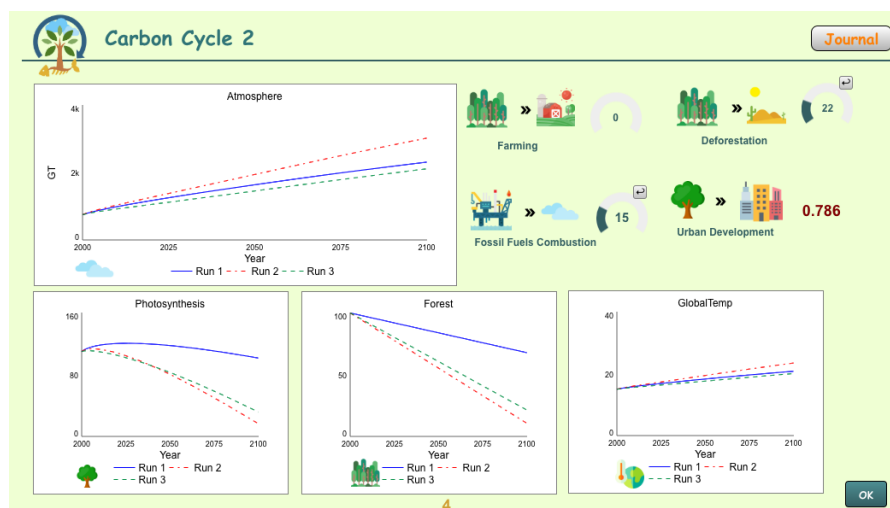 Carbon Cycle 2
Journal
Atmosphere
4k
2k
0
GT
2000 2025 2050 2075 2100
Year
Run 1 Run 2 Run 3
»
0
Farming
»
22
Deforestation
»
15
Fossil Fuels Combustion
»
0.786
Urban Development
Photosynthesis
160
80
0
2000 2025 2050 2075 2100
Year
Run 1 Run 2
Run 3
Forest
100
50
0
2000 2025 2050 2075 2100
Year
Run 1 Run 2
Run 3
GlobalTemp
40
20
0
2000 2025 2050 2075 2100
Year
Run 1 Run 2
Run 3
4
OK